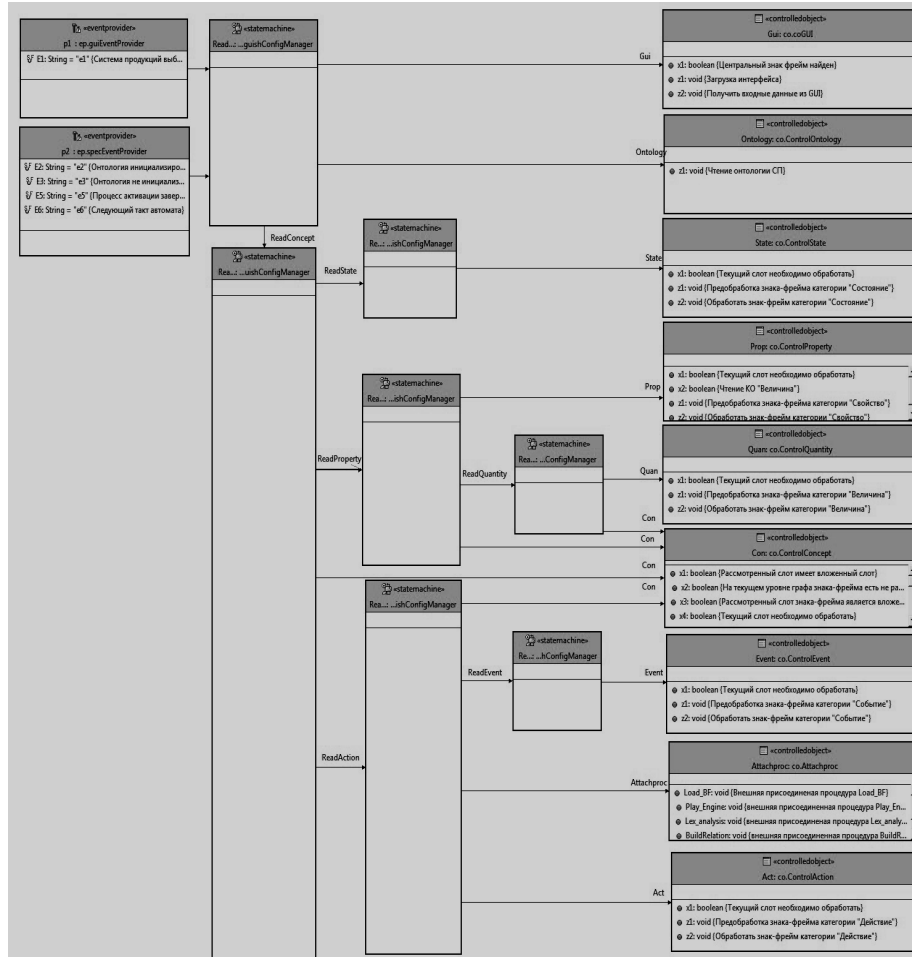 «eventprovider»
p1 : ep.guiEventProvider
E1: String = "e1" {Система продукций выб...
«eventprovider»
p2 : ep.specEventProvider
E2: String = "e2" {Онтология инициализиро...
E3: String = "e3" {Онтология не инициализ...
E5: String = "e5" {Процесс активации завер...
E6: String = "e6" {Следующий такт автомата}
«statemachine»
Read...: ...guishConfigManager
ReadConcept
«statemachine»
Rea...: ...uishConfigManager
ReadState
«statemachine»
Re...: ...ishConfigManager
ReadProperty
«statemachine»
Re...: ...ishConfigManager
ReadQuantity
«statemachine»
Rea...: ...ConfigManager
ReadAction
«statemachine»
Rea...: ...ishConfigManager
ReadEvent
«statemachine»
Re...: ...hConfigManager
Gui
«controlledobject»
Gui: co.coGUI
x1: boolean {Центральный знак фрейм найден}
z1: void {Загрузка интерфейса}
z2: void {Получить входные данные из GUI}
Ontology
«controlledobject»
Ontology: co.ControlOntology
z1: void {Чтение онтологии СП}
State
«controlledobject»
State: co.ControlState
x1: boolean {Текущий слот необходимо обработать}
z1: void {Предобработка знака-фрейма категории "Состояние"}
z2: void {Обработать знак-фрейм категории "Состояние"}
Prop
«controlledobject»
Prop: co.ControlProperty
x1: boolean {Текущий слот необходимо обработать}
x2: boolean {Чтение КО "Величина"}
z1: void {Предобработка знака-фрейма категории "Свойство"}
z2: void {Обработать знак-фрейм категории "Свойство"}
Quan
«controlledobject»
Quan: co.ControlQuantity
x1: boolean {Текущий слот необходимо обработать}
z1: void {Предобработка знака-фрейма категории "Величина"}
z2: void {Обработать знак-фрейм категории "Величина"}
Con
Con
Con
Con
«controlledobject»
Con: co.ControlConcept
x1: boolean {Рассмотренный слот имеет вложенный слот}
x2: boolean {На текущем уровне графа знака-фрейма есть не ра...
x3: boolean {Рассмотренный слот знака-фрейма является вложе...
x4: boolean {Текущий слот необходимо обработать}
Event
«controlledobject»
Event: co.ControlEvent
x1: boolean {Текущий слот необходимо обработать}
z1: void {Предобработка знака-фрейма категории "Событие"}
z2: void {Обработать знак-фрейм категории "Событие"}
Attachproc
«controlledobject»
Attachproc: co.Attachproc
Load_BF: void {Внешняя присоединеная процедура Load_BF}
Play_Engine: void {внешняя присоединенная процедура Play_En...
Lex_analysis: void {внешняя присоединеная процедура Lex_analy...
BuildRelation: void {внешняя присоединенная процедура BuildR...
Act
«controlledobject»
Act: co.ControlAction
x1: boolean {Текущий слот необходимо обработать}
z1: void {Предобработка знака-фрейма категории "Действие"}
z2: void {Обработать знак-фрейм категории "Действие"}